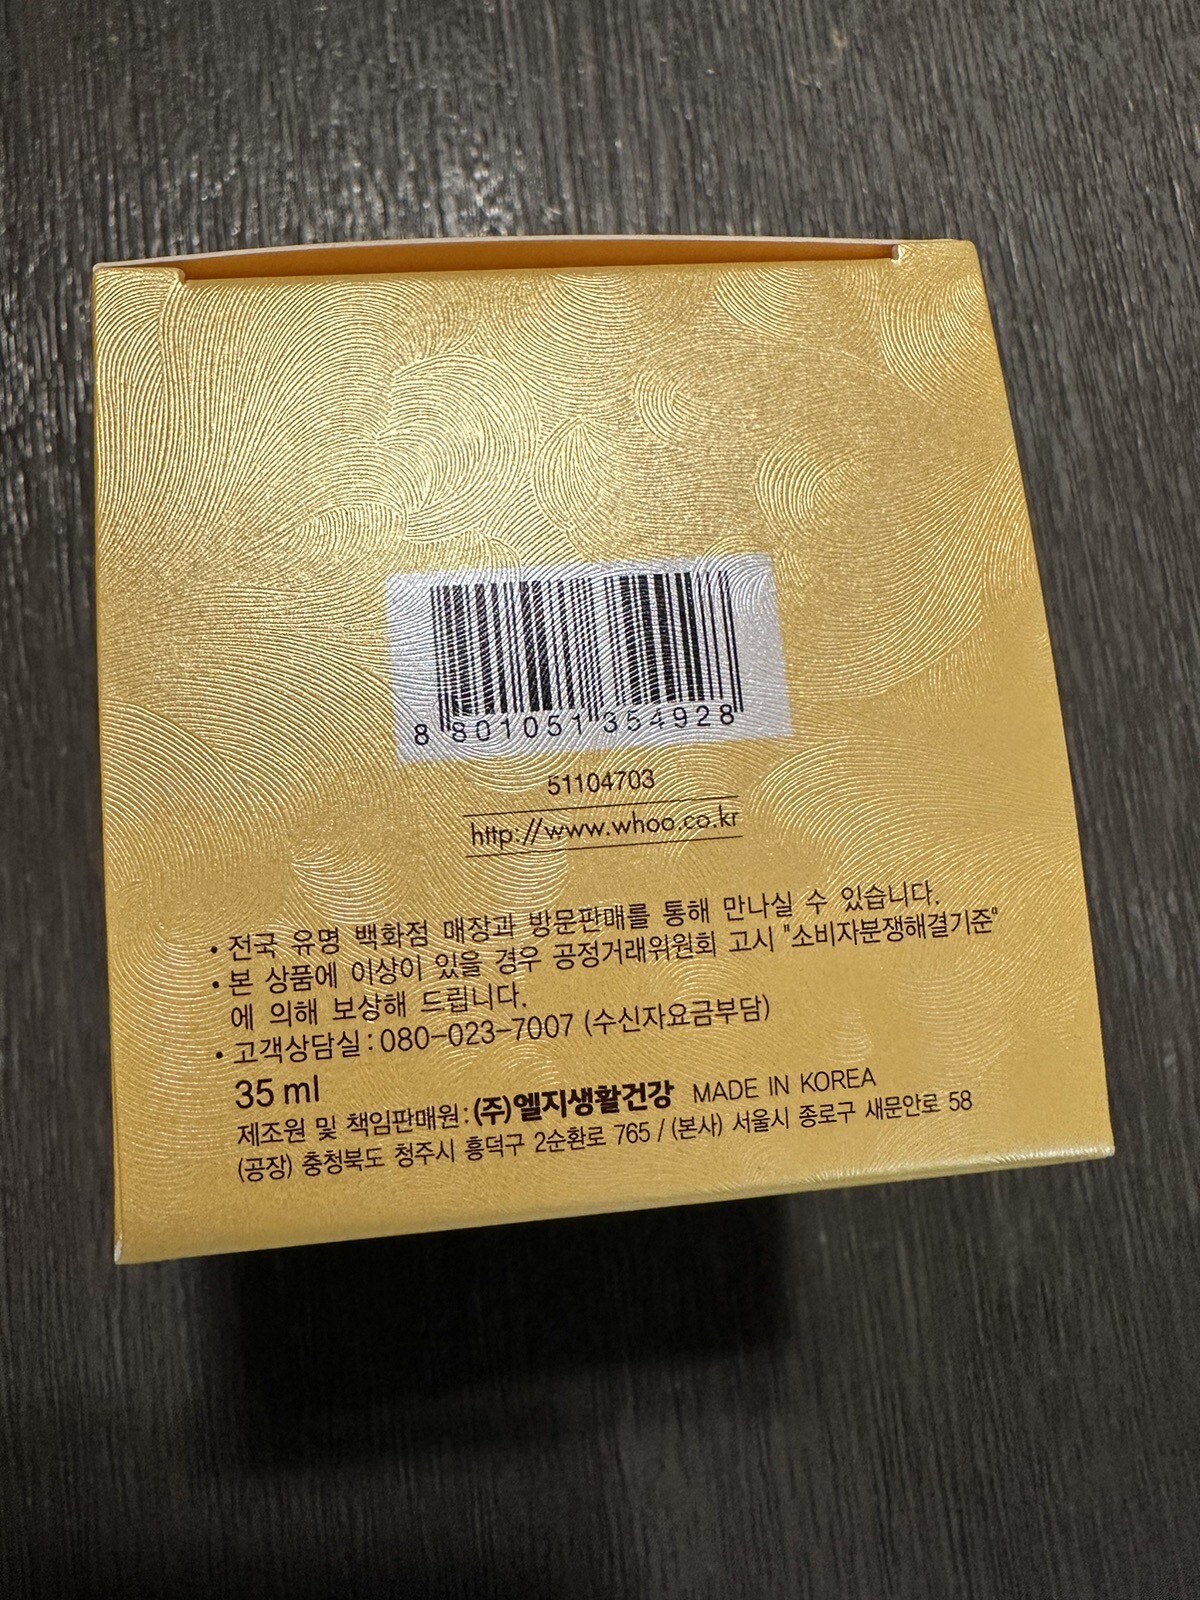 8 801051 354928
51104703
http://www.whoo.co.kr
• 전국 유명 백화점 매장과 방문판매를 통해 만나실 수 있습니다.
• 본 상품에 이상이 있을 경우 공정거래위원회 고시 "소비자분쟁해결기준"
에 의해 보상해 드립니다.
• 고객상담실 : 080-023-7007 (수신자요금부담)
35 ml
제조원 및 책임판매원 : (주)엘지생활건강 MADE IN KOREA
(공장) 충청북도 청주시 흥덕구 2순환로 765 / (본사) 서울시 종로구 새문안로 58